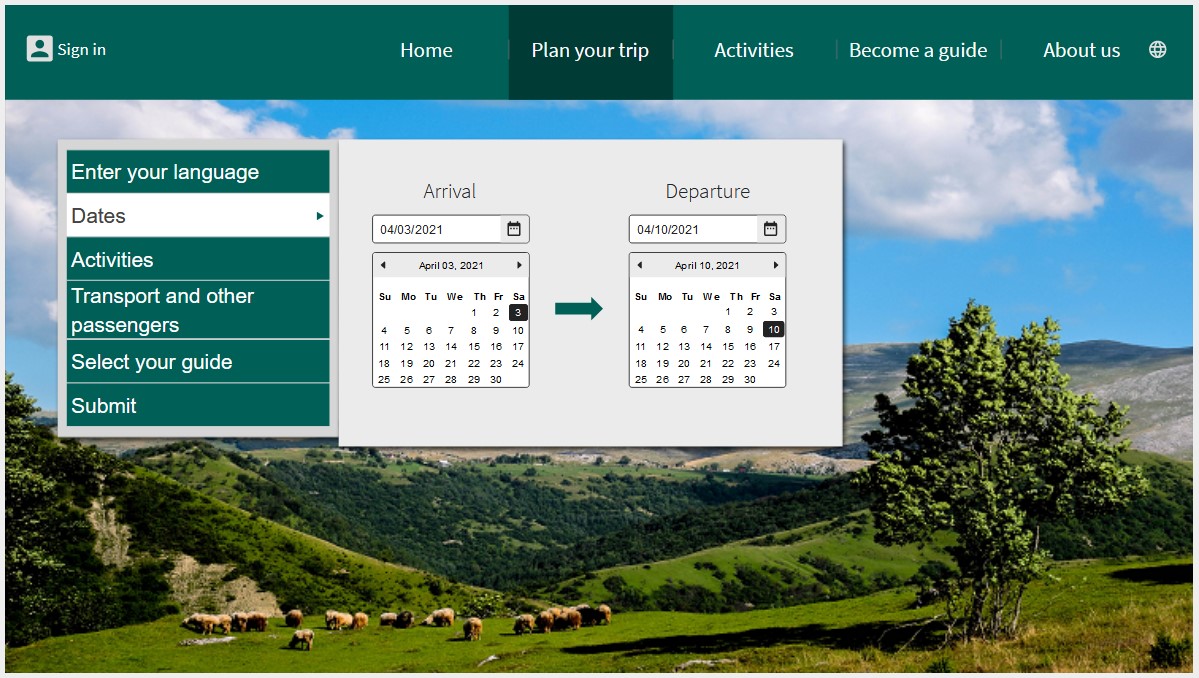 Sign in
Home
Plan your trip
Activities
Become a guide
About us
Enter your language
Dates
Activities
Transport and other
passengers
Select your guide
Submit
Arrival
04/03/2021
April 03, 2021
Su Mo Tu We Th Fr Sa
1 2 3
4 5 6 7 8 9 10
11 12 13 14 15 16 17
18 19 20 21 22 23 24
25 26 27 28 29 30
Departure
04/10/2021
April 10, 2021
Su Mo Tu We Th Fr Sa
1 2 3
4 5 6 7 8 9 10
11 12 13 14 15 16 17
18 19 20 21 22 23 24
25 26 27 28 29 30